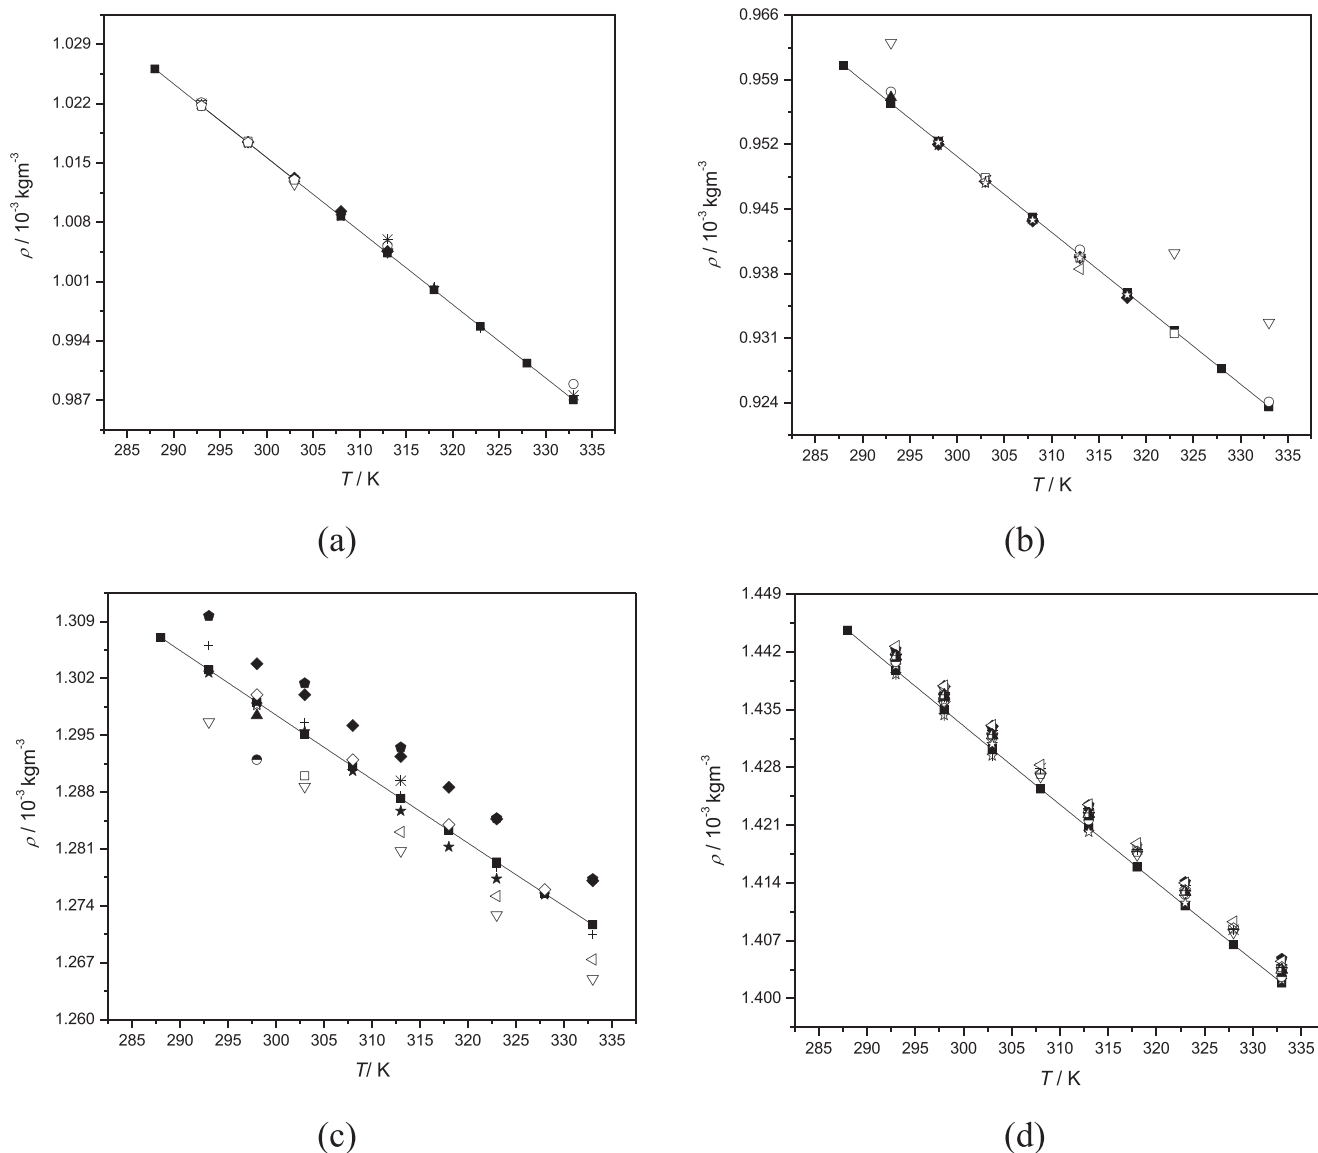 1.029
1.022
1.015
1.008
1.001
0.994
0.987
ρ / 10⁻³ kgm⁻³
285 290 295 300 305 310 315 320 325 330 335
T / K
(a)
0.966
0.959
0.952
0.945
0.938
0.931
0.924
ρ / 10⁻³ kgm⁻³
285 290 295 300 305 310 315 320 325 330 335
T / K
(b)
1.309
1.302
1.295
1.288
1.281
1.274
1.267
1.260
ρ / 10⁻³ kgm⁻³
285 290 295 300 305 310 315 320 325 330 335
T/ K
(c)
1.449
1.442
1.435
1.428
1.421
1.414
1.407
1.400
ρ / 10⁻³ kgm⁻³
285 290 295 300 305 310 315 320 325 330 335
T / K
(d)